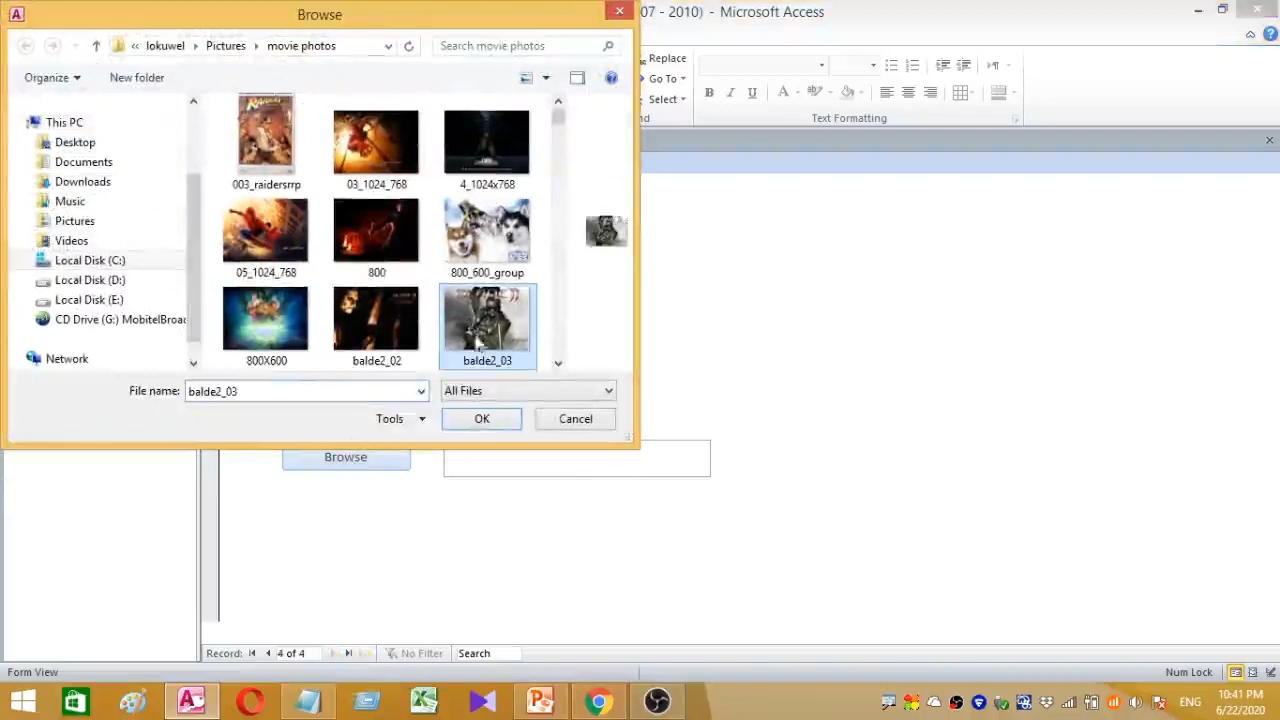 Browse
07 - 2010) - Microsoft Access
lokuwel
Pictures
movie photos
Search movie photos
Replace
Go To
Select
nd
Text Formatting
B I U
A
Organize
New folder
This PC
Desktop
Documents
Downloads
Music
Pictures
Videos
Local Disk (C:)
Local Disk (D:)
Local Disk (E:)
CD Drive (G:) MobitelBroad
Network
003_raidersrrp
03_1024_768
4_1024x768
05_1024_768
800
800_600_group
800X600
balde2_02
balde2_03
File name:
balde2_03
All Files
Tools
OK
Cancel
Browse
Record:
4 of 4
No Filter
Search
Form View
Num Lock
ENG
10:41 PM
6/22/2020